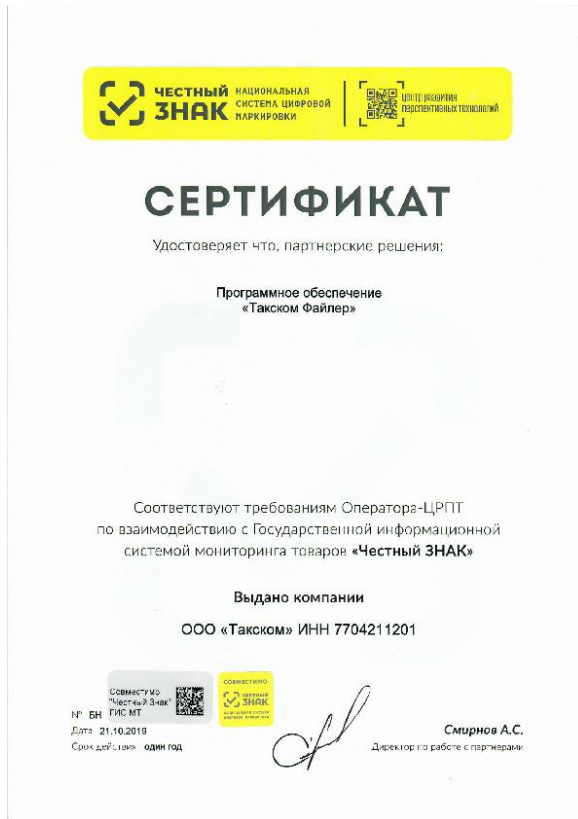 ЧЕСТНЫЙ ЗНАК
НАЦИОНАЛЬНАЯ СИСТЕМА ЦИФРОВОЙ МАРКИРОВКИ
центр развития
перспективных технологий
СЕРТИФИКАТ
Удостоверяет что, партнерские решения:
Программное обеспечение
«Такском Файлер»
Соответствуют требованиям Оператора-ЦРПТ
по взаимодействию с Государственной информационной
системой мониторинга товаров «Честный ЗНАК»
Выдано компании
ООО «Такском» ИНН 7704211201
Совместимо
"Честный Знак"
ГИС МТ
СОВМЕСТИМО
ЧЕСТНЫЙ
ЗНАК
№ БН
Дата 21.10.2019
Срок действия один год
Смирнов А.С.
Директор по работе с партнерами